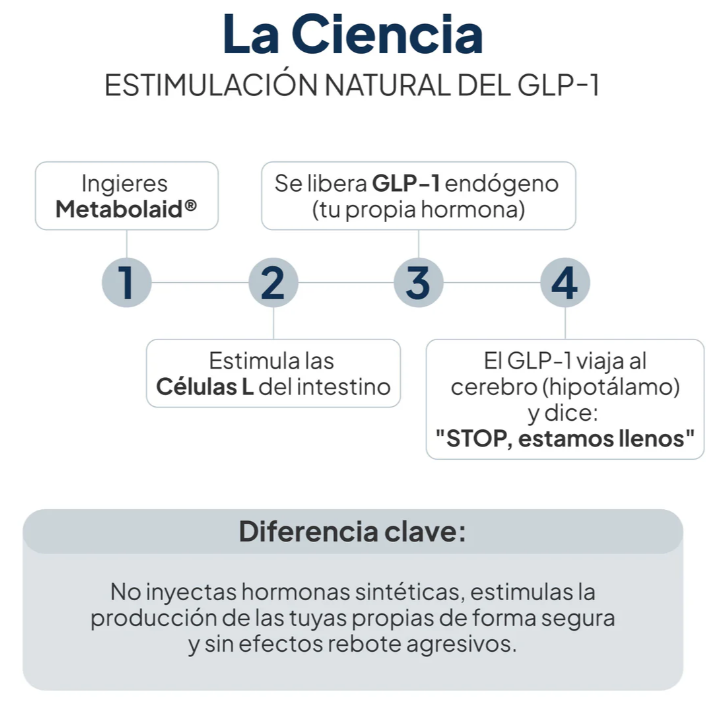 La Ciencia
ESTIMULACIÓN NATURAL DEL GLP-1
Ingieres
Metabolaid®
Se libera GLP-1 endógeno
(tu propia hormona)
1
2
3
4
Estimula las
Células L del intestino
El GLP-1 viaja al
cerebro (hipotálamo)
y dice:
"STOP, estamos llenos"
Diferencia clave:
No inyectas hormonas sintéticas, estimulas la
producción de las tuyas propias de forma segura
y sin efectos rebote agresivos.